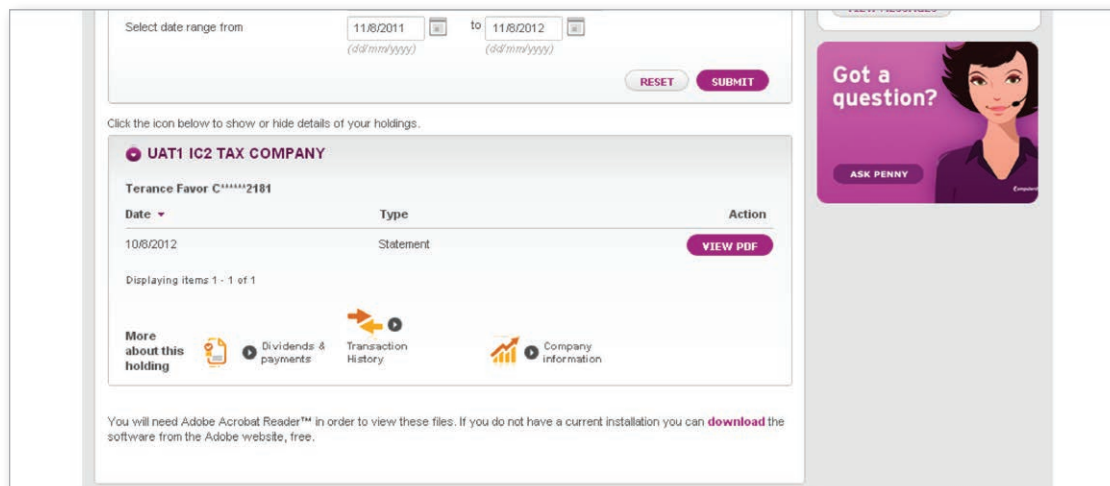 Select date range from 11/8/2011 to 11/8/2012
(dd/mm/yyyy) (dd/mm/yyyy)
RESET SUBMIT
Click the icon below to show or hide details of your holdings.
UAT1 IC2 TAX COMPANY
Terance Favor C******2181
Date Type Action
10/8/2012 Statement VIEW PDF
Displaying items 1 - 1 of 1
More about this holding
Dividends & payments
Transaction History
Company information
You will need Adobe Acrobat Reader™ in order to view these files. If you do not have a current installation you can download the
software from the Adobe website, free.
VIEW MESSAGES
Got a
question?
ASK PENNY